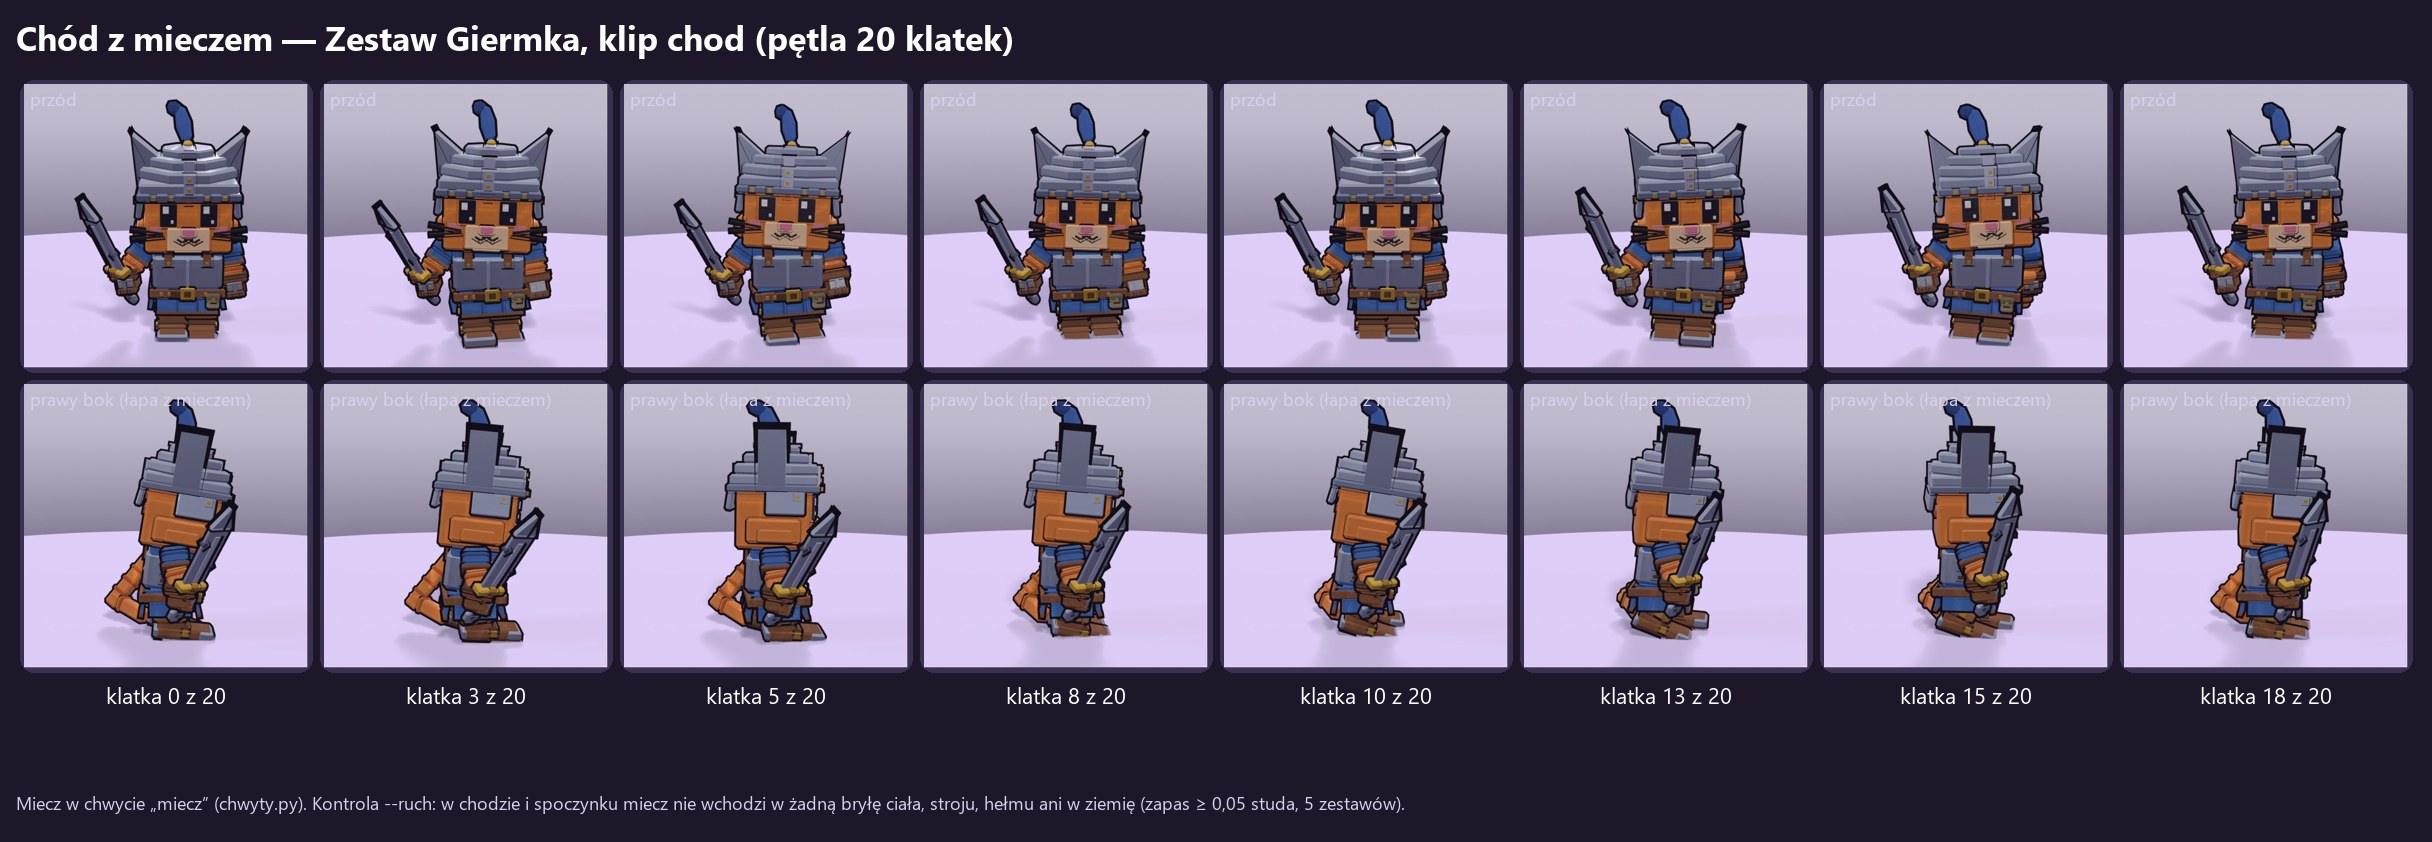 Chód z mieczem — Zestaw Giermka, klip chod (pętla 20 klatek)
przód
przód
przód
przód
przód
przód
przód
przód
prawy bok (łapa z mieczem)
prawy bok (łapa z mieczem)
prawy bok (łapa z mieczem)
prawy bok (łapa z mieczem)
prawy bok (łapa z mieczem)
prawy bok (łapa z mieczem)
prawy bok (łapa z mieczem)
prawy bok (łapa z mieczem)
klatka 0 z 20
klatka 3 z 20
klatka 5 z 20
klatka 8 z 20
klatka 10 z 20
klatka 13 z 20
klatka 15 z 20
klatka 18 z 20
Miecz w chwycie „miecz” (chwyty.py). Kontrola --ruch: w chodzie i spoczynku miecz nie wchodzi w żadną bryłę ciała, stroju, hełmu ani w ziemię (zapas ≥ 0,05 studa, 5 zestawów).